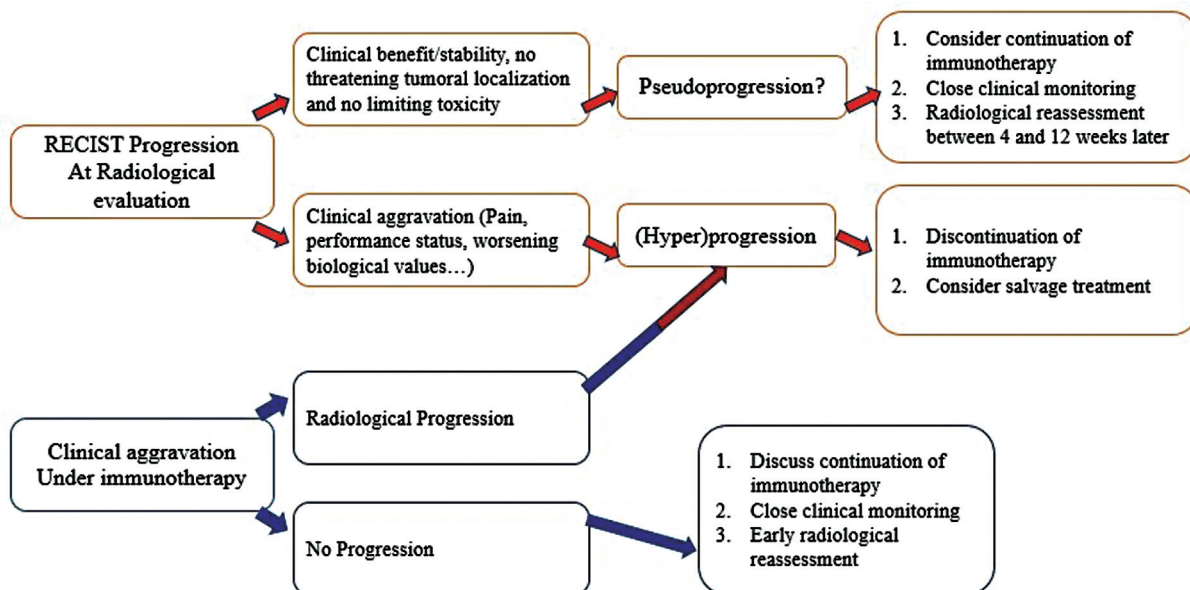 RECIST Progression
At Radiological
evaluation
Clinical benefit/stability, no
threatening tumoral localization
and no limiting toxicity
Pseudoprogression?
1. Consider continuation of
immunotherapy
2. Close clinical monitoring
3. Radiological reassessment
between 4 and 12 weeks later
Clinical aggravation (Pain,
performance status, worsening
biological values…)
(Hyper)progression
1. Discontinuation of
immunotherapy
2. Consider salvage treatment
Clinical aggravation
Under immunotherapy
Radiological Progression
No Progression
1. Discuss continuation of
immunotherapy
2. Close clinical monitoring
3. Early radiological
reassessment